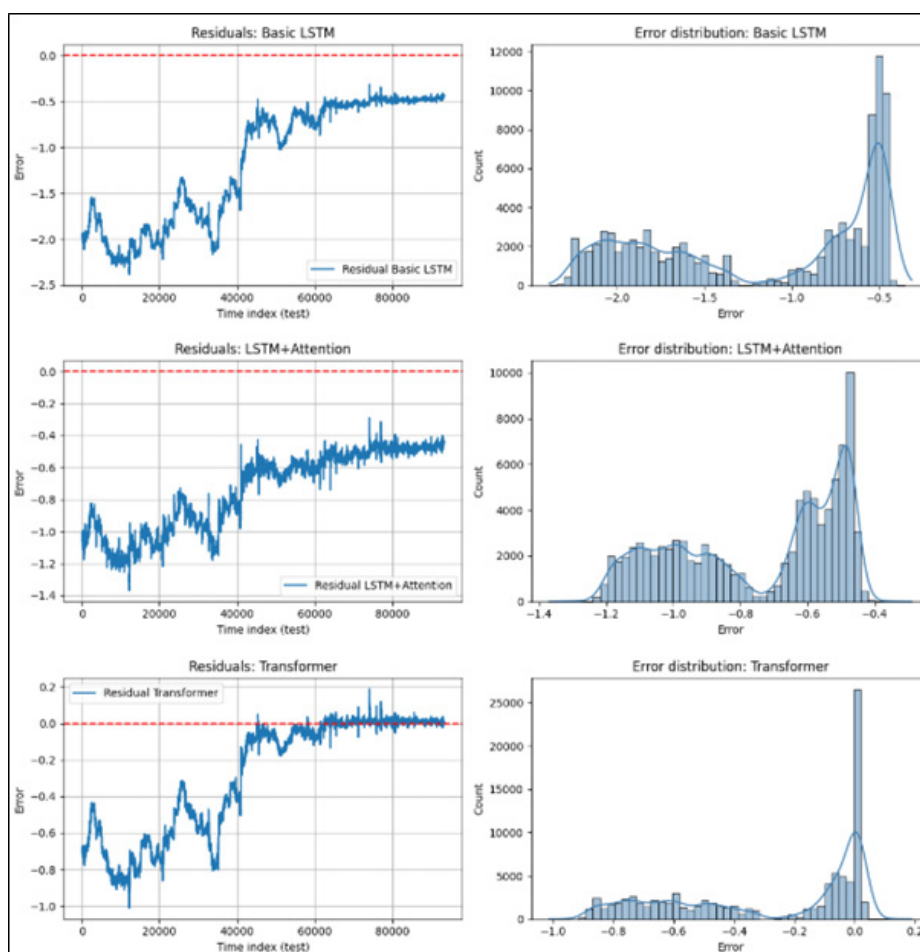 Residuals: Basic LSTM
0.0
−0.5
−1.0
−1.5
−2.0
−2.5
Error
Residual Basic LSTM
0 20000 40000 60000 80000
Time index (test)
Error distribution: Basic LSTM
12000
10000
8000
6000
4000
2000
0
Count
−2.0 −1.5 −1.0 −0.5
Error
Residuals: LSTM+Attention
0.0
−0.2
−0.4
−0.6
−0.8
−1.0
−1.2
−1.4
Error
Residual LSTM+Attention
0 20000 40000 60000 80000
Time index (test)
Error distribution: LSTM+Attention
10000
8000
6000
4000
2000
0
Count
−1.4 −1.2 −1.0 −0.8 −0.6 −0.4
Error
Residuals: Transformer
Residual Transformer
0.2
0.0
−0.2
−0.4
−0.6
−0.8
−1.0
Error
0 20000 40000 60000 80000
Time index (test)
Error distribution: Transformer
25000
20000
15000
10000
5000
0
Count
−1.0 −0.8 −0.6 −0.4 −0.2 0.0 0.2
Error